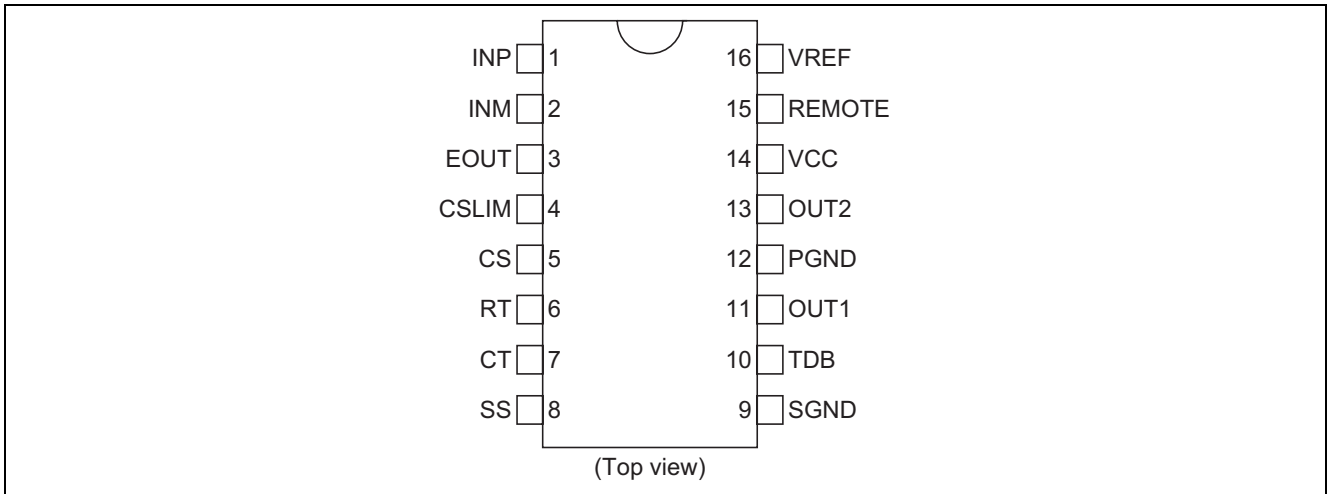 INP 1 16 VREF
INM 2 15 REMOTE
EOUT 3 14 VCC
CSLIM 4 13 OUT2
CS 5 12 PGND
RT 6 11 OUT1
CT 7 10 TDB
SS 8 9 SGND
(Top view)